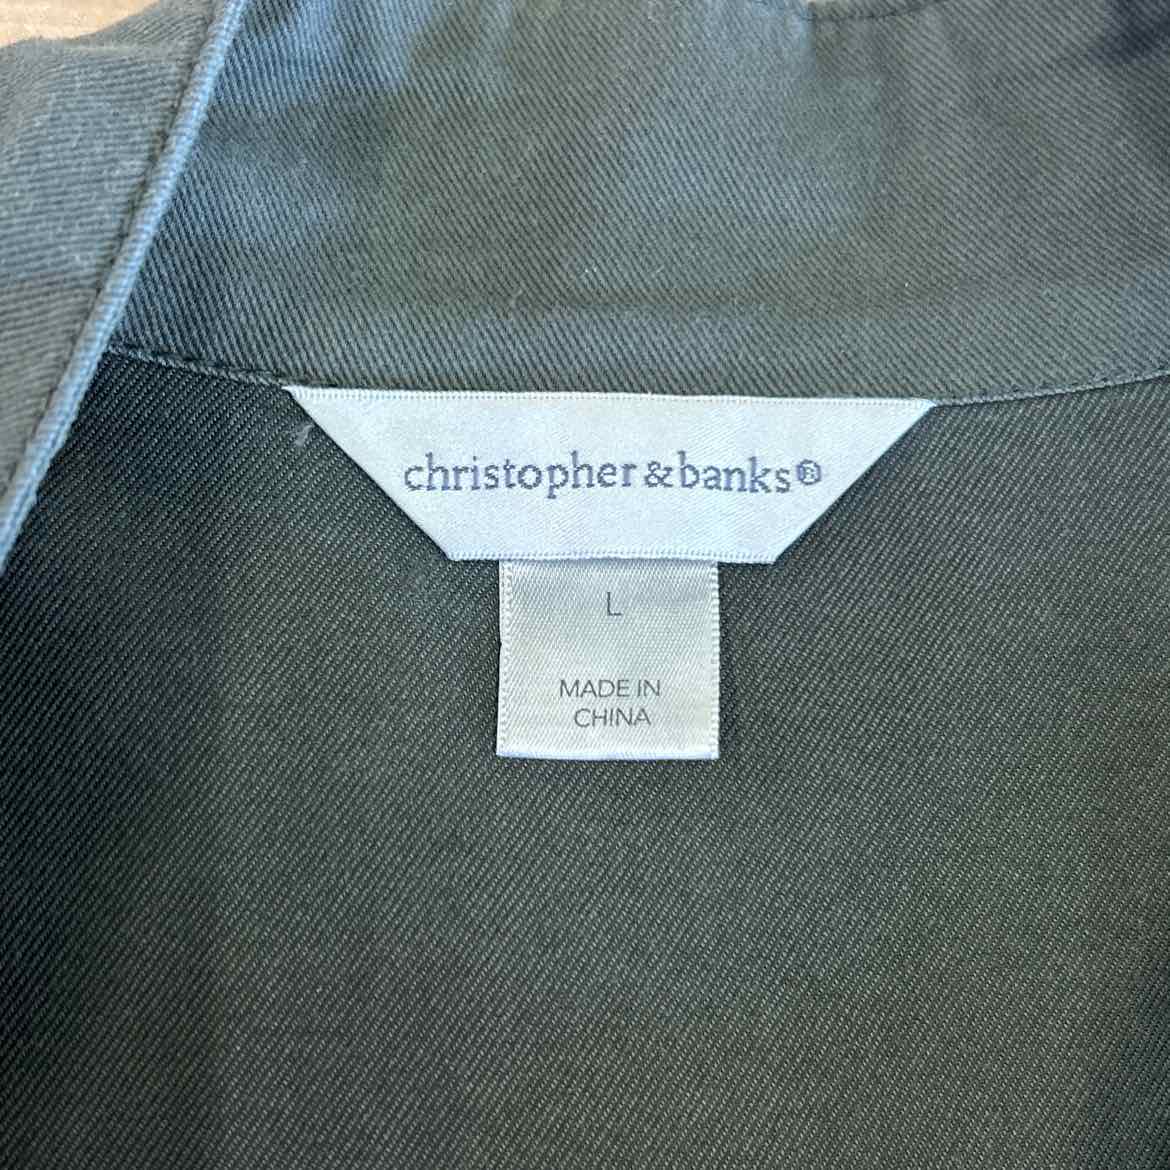 christopher & banks®
L
MADE IN
CHINA